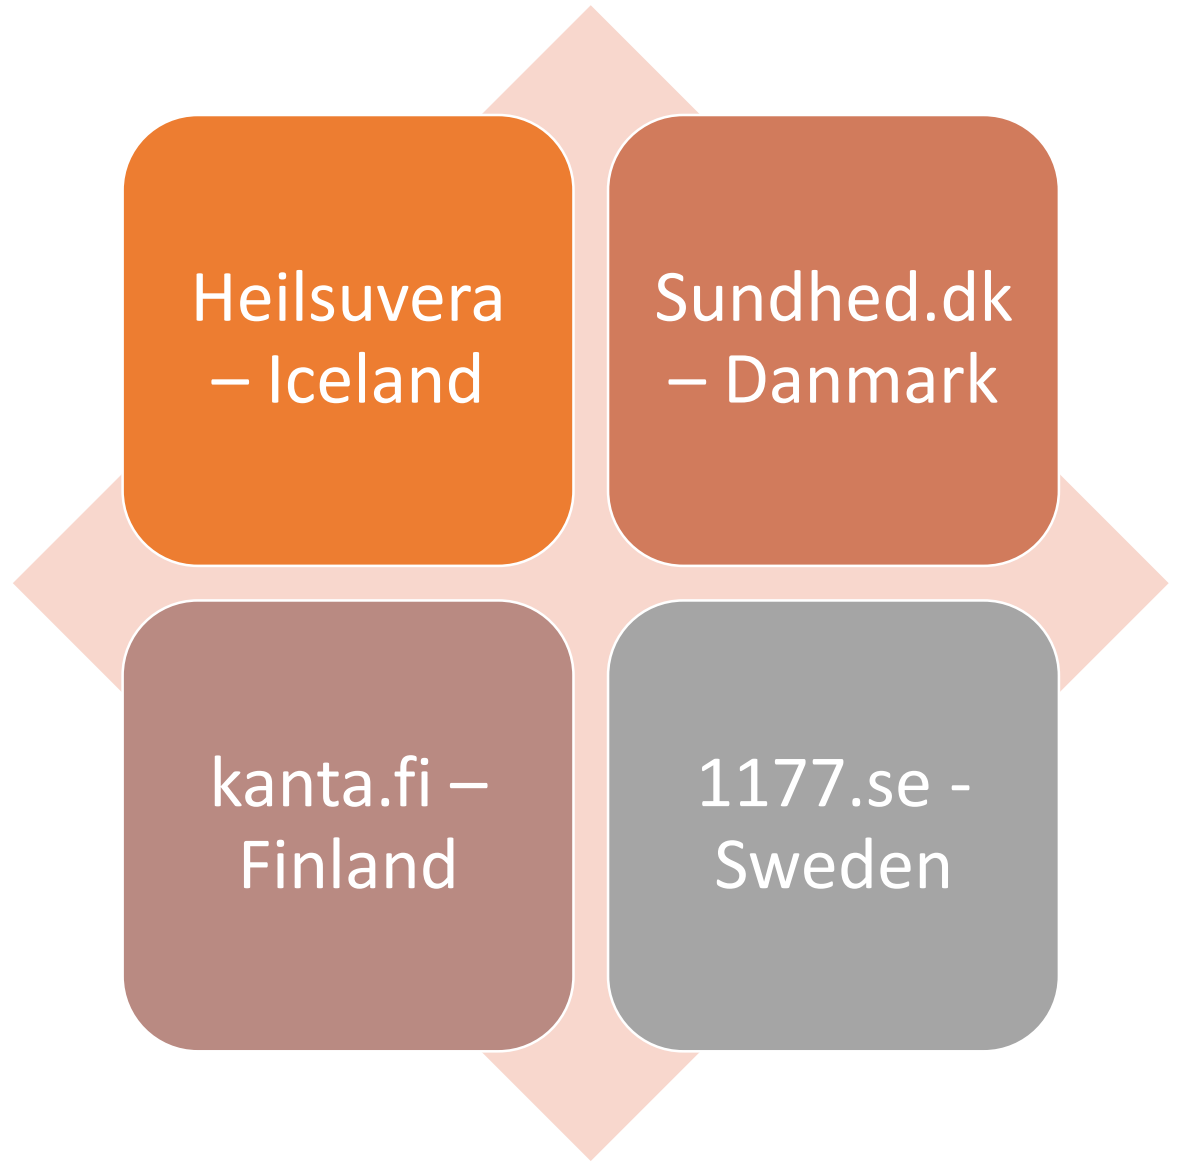 Heilsuvera
– Iceland
Sundhed.dk
– Danmark
kanta.fi –
Finland
1177.se -
Sweden